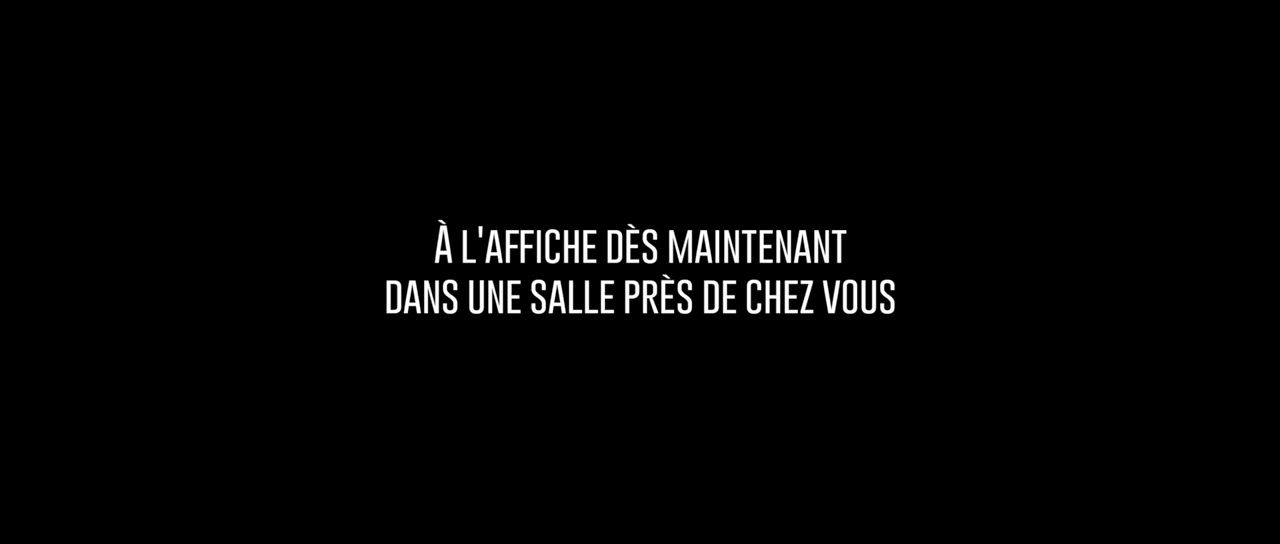 À L'AFFICHE DÈS MAINTENANT
DANS UNE SALLE PRÈS DE CHEZ VOUS